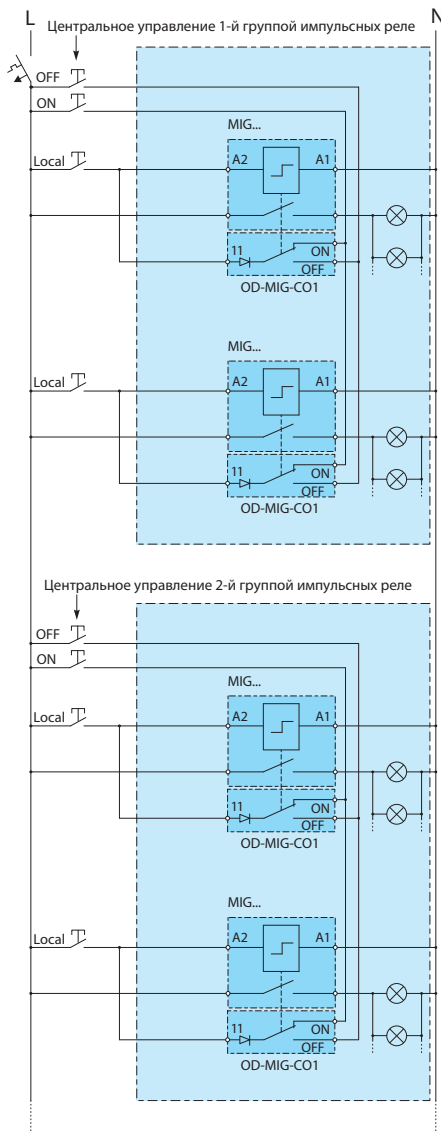 L N
Центральное управление 1-й группой импульсных реле
OFF
ON
MIG...
Local A2 A1
11 ON
OFF
OD-MIG-CO1
MIG...
Local A2 A1
11 ON
OFF
OD-MIG-CO1
Центральное управление 2-й группой импульсных реле
OFF
ON
MIG...
Local A2 A1
11 ON
OFF
OD-MIG-CO1
MIG...
Local A2 A1
11 ON
OFF
OD-MIG-CO1